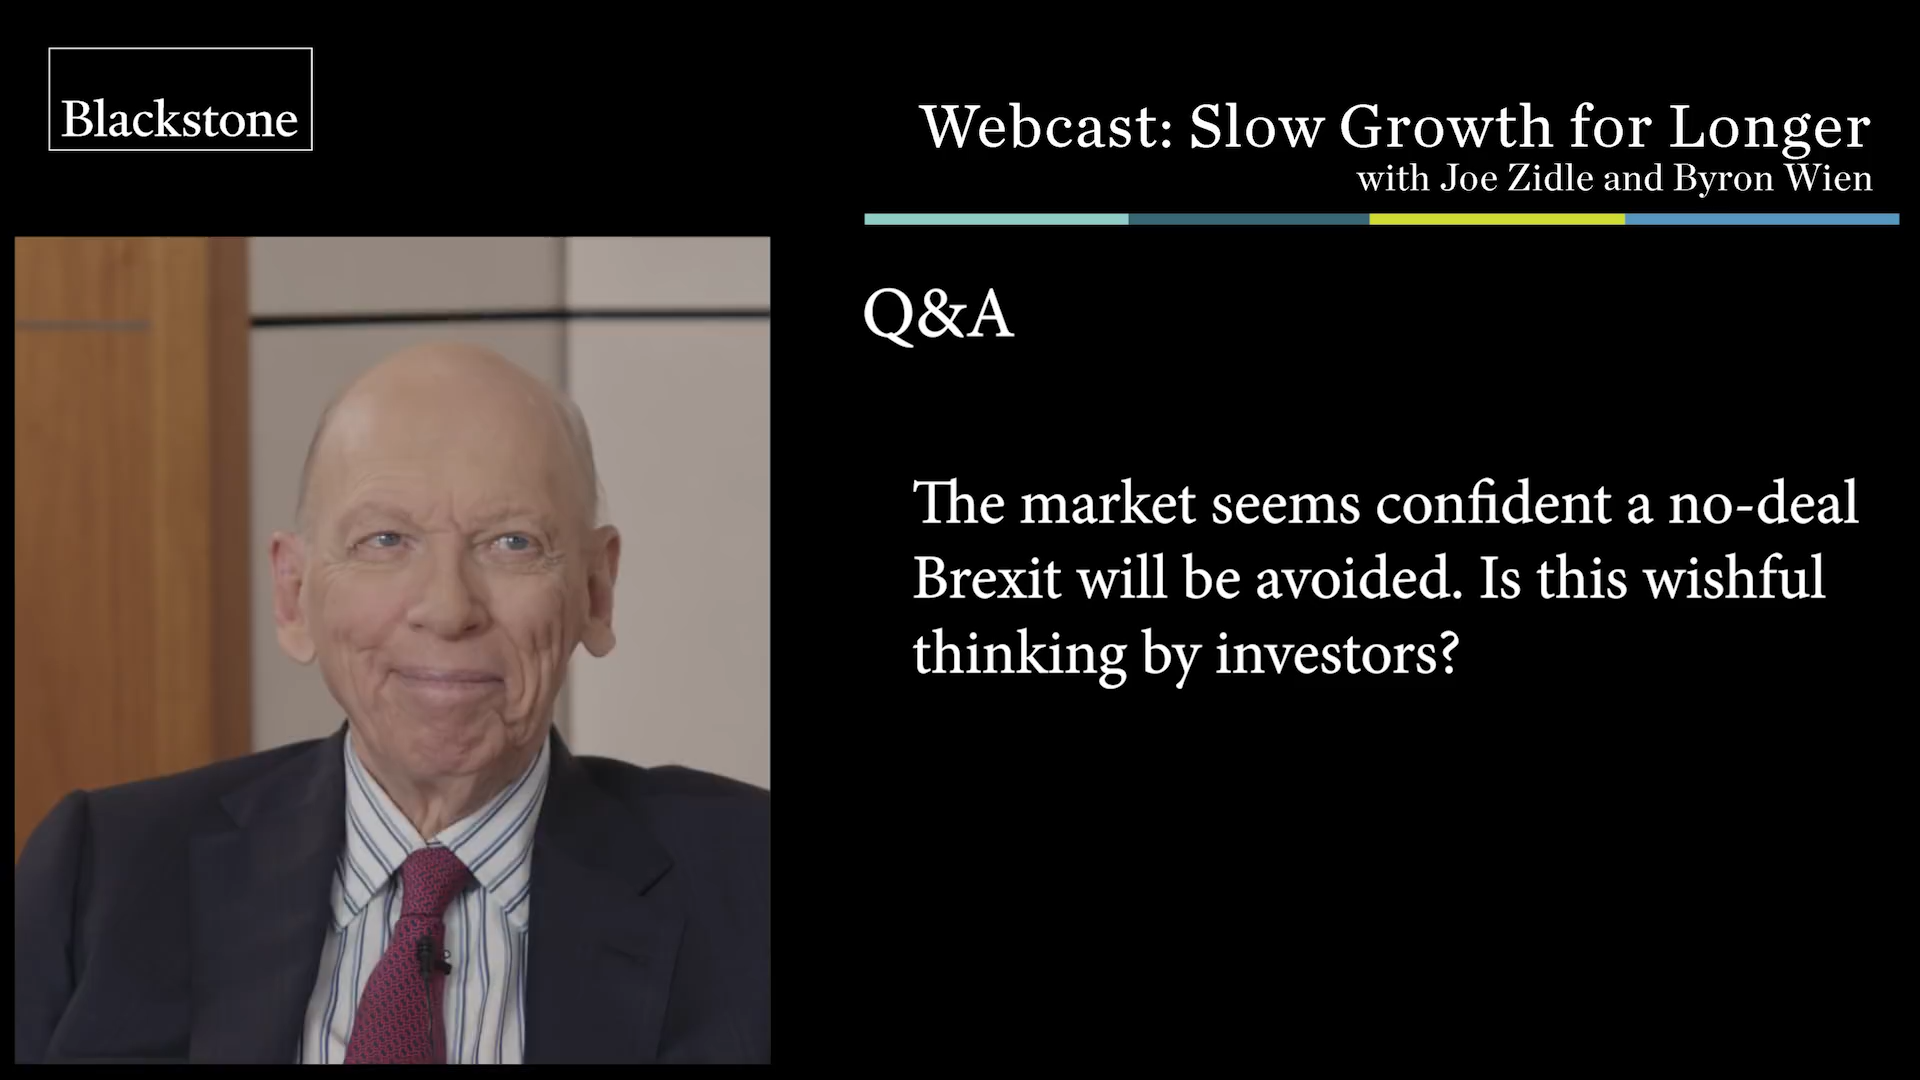 Blackstone
Webcast: Slow Growth for Longer
with Joe Zidle and Byron Wien
Q&A
The market seems confident a no-deal
Brexit will be avoided. Is this wishful
thinking by investors?